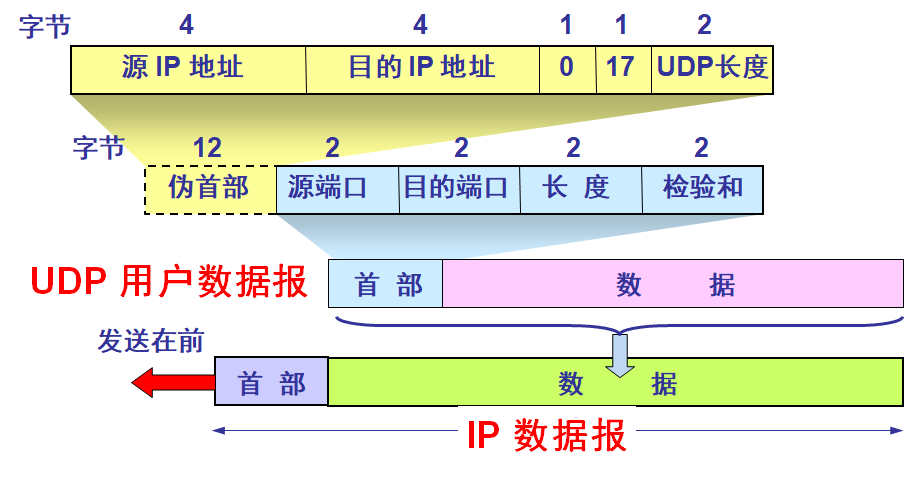 字节 4 4 1 1 2
源 IP 地址 目的 IP 地址 0 17 UDP长度
字节 12 2 2 2 2
伪首部 源端口 目的端口 长 度 检验和
UDP 用户数据报 首 部 数 据
发送在前
首 部 数 据
IP 数据报